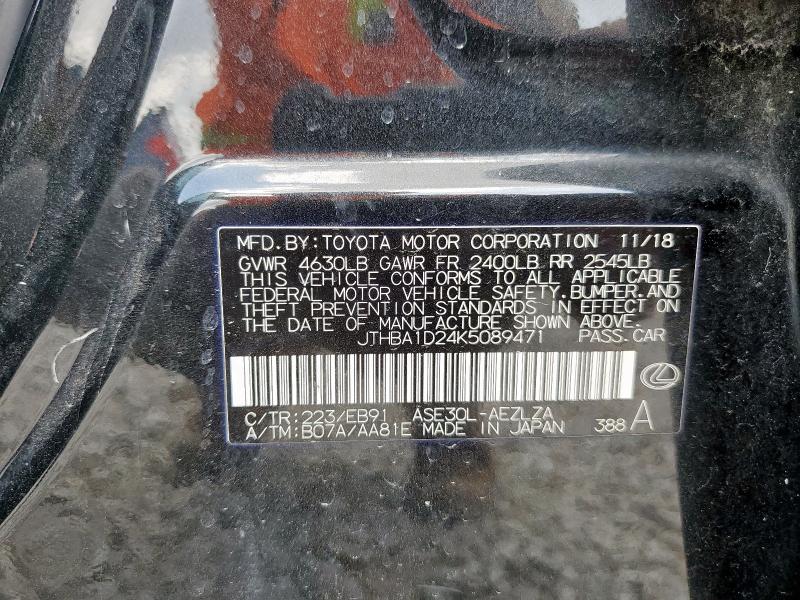 MFD.BY:TOYOTA MOTOR CORPORATION 11/18
GVWR 4630LB GAWR FR 2400LB RR 2545LB
THIS VEHICLE CONFORMS TO ALL APPLICABLE
FEDERAL MOTOR VEHICLE SAFETY,BUMPER,AND
THEFT PREVENTION STANDARDS IN EFFECT ON
THE DATE OF MANUFACTURE SHOWN ABOVE.
JTHBA1D24K5089471 PASS.CAR
C/TR:223/EB91 ASE30L-AEZLZA
A/TM:B07A/AA81E MADE IN JAPAN 388 A